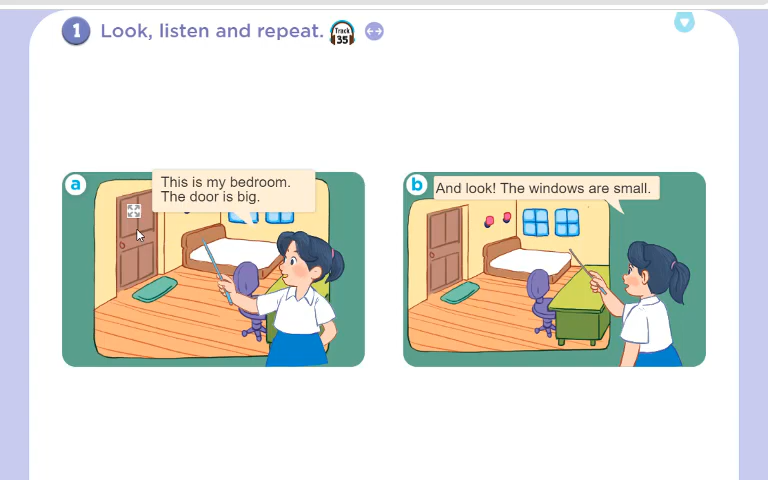 1 Look, listen and repeat. Track 35
a
This is my bedroom.
The door is big.
b
And look! The windows are small.